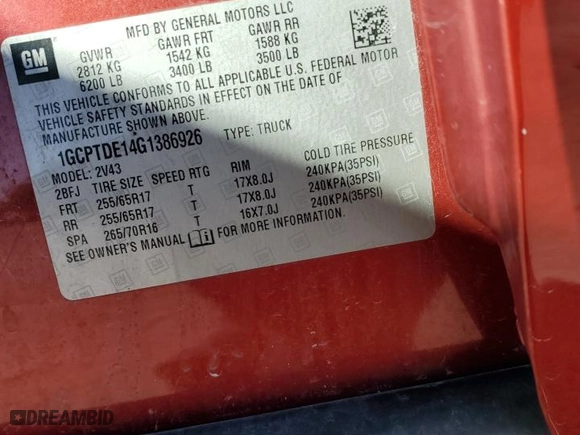 GM
MFD BY GENERAL MOTORS LLC
GVWR GAWR FRT GAWR RR
2812 KG 1542 KG 1588 KG
6200 LB 3400 LB 3500 LB
THIS VEHICLE CONFORMS TO ALL APPLICABLE U.S. FEDERAL MOTOR
VEHICLE SAFETY STANDARDS IN EFFECT ON THE DATE OF
MANUFACTURE SHOWN ABOVE.
1GCPTDE14G1386926 TYPE: TRUCK
MODEL: 2V43
2BFJ TIRE SIZE SPEED RTG RIM COLD TIRE PRESSURE
FRT 255/65R17 T 17X8.0J 240KPA(35PSI)
RR 255/65R17 T 17X8.0J 240KPA(35PSI)
SPA 265/70R16 T 16X7.0J 240KPA(35PSI)
SEE OWNER'S MANUAL FOR MORE INFORMATION.
DREAMBID